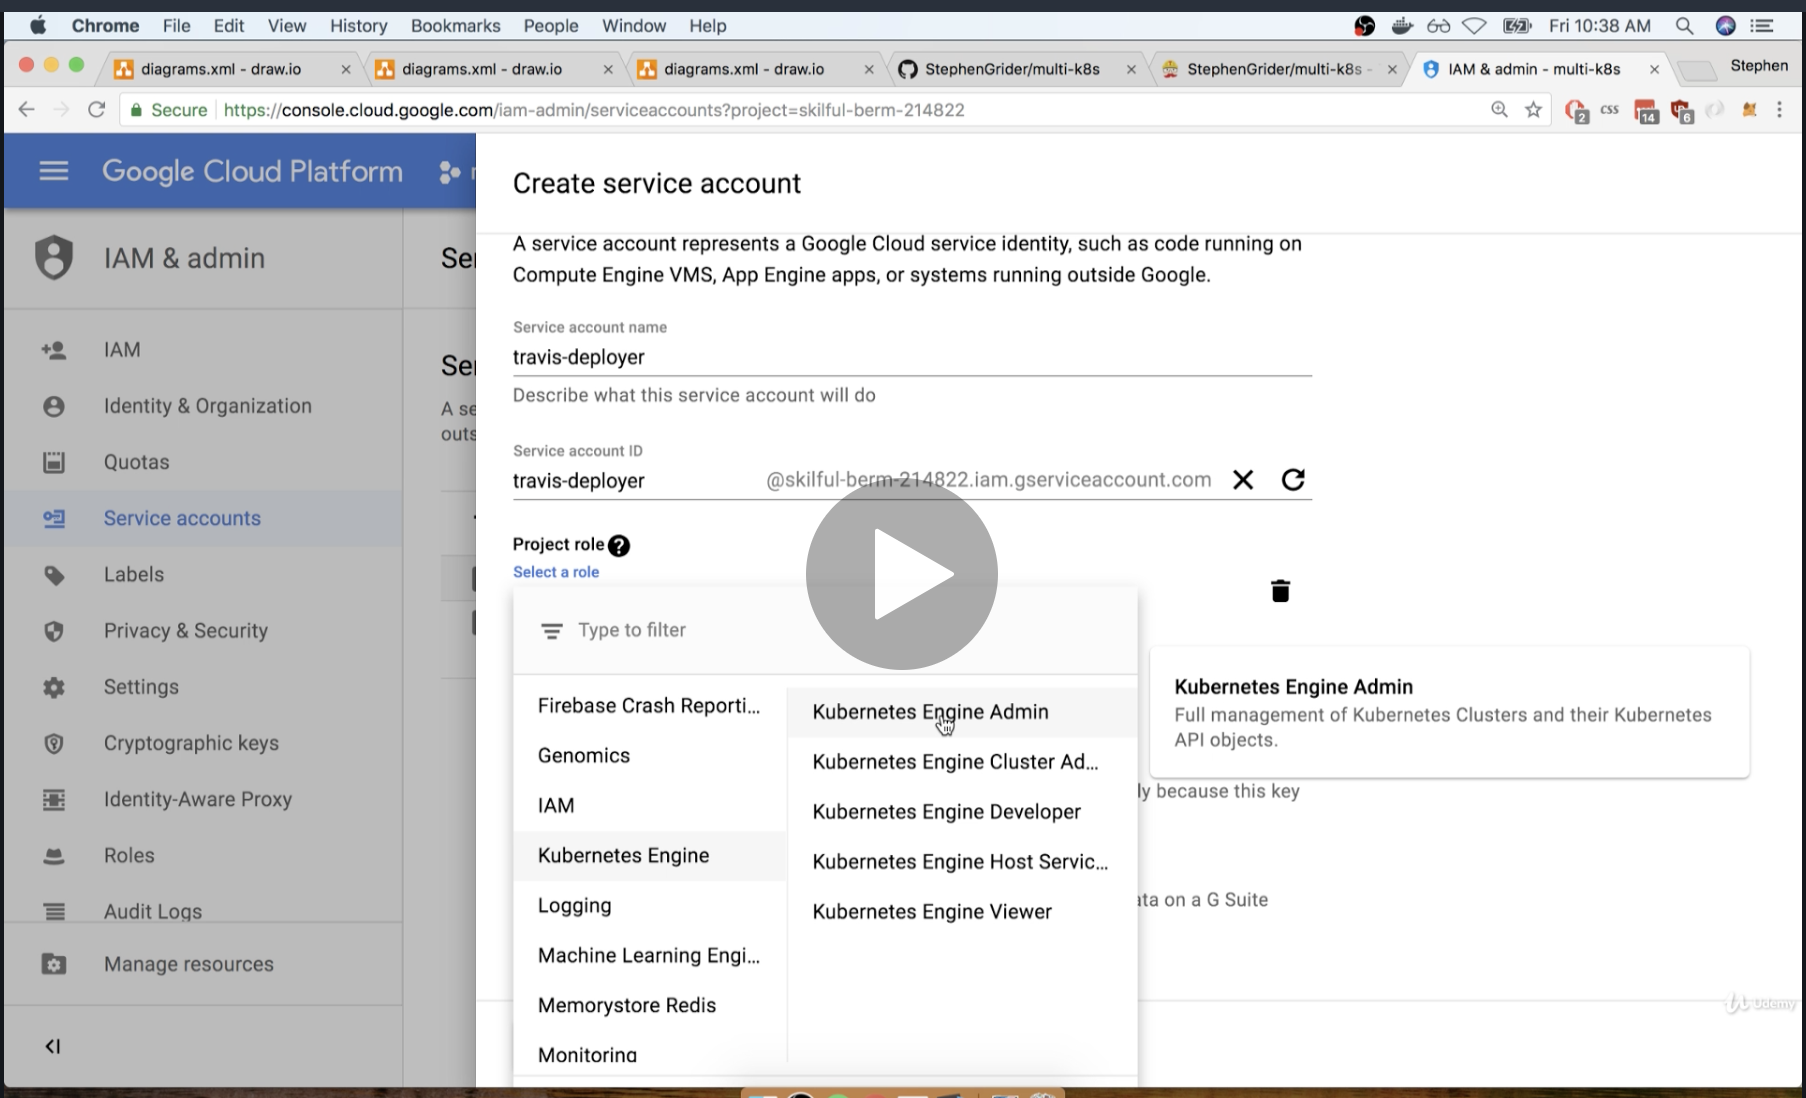 Chrome File Edit View History Bookmarks People Window Help Fri 10:38 AM
diagrams.xml - draw.io diagrams.xml - draw.io diagrams.xml - draw.io StephenGrider/multi-k8s StephenGrider/multi-k8s - IAM & admin - multi-k8s Stephen
Secure https://console.cloud.google.com/iam-admin/serviceaccounts?project=skilful-berm-214822 2 CSS 14 6
Google Cloud Platform
Create service account
A service account represents a Google Cloud service identity, such as code running on
Compute Engine VMS, App Engine apps, or systems running outside Google.
IAM & admin
Ser
Service account name
travis-deployer
Describe what this service account will do
Service account ID
travis-deployer @skilful-berm-214822.iam.gserviceaccount.com
Project role ?
Select a role
Type to filter
IAM
Identity & Organization
Quotas
Service accounts
Labels
Privacy & Security
Settings
Cryptographic keys
Identity-Aware Proxy
Roles
Audit Logs
Manage resources
Ser
A se
outs
Firebase Crash Reporti...
Genomics
IAM
Kubernetes Engine
Logging
Machine Learning Engi...
Memorystore Redis
Monitoring
Kubernetes Engine Admin
Kubernetes Engine Cluster Ad...
Kubernetes Engine Developer
Kubernetes Engine Host Servic...
Kubernetes Engine Viewer
Kubernetes Engine Admin
Full management of Kubernetes Clusters and their Kubernetes
API objects.
ly because this key
ata on a G Suite
Udemy